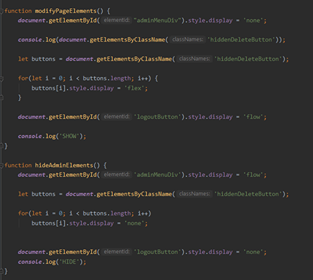 function modifyPageElements() {
document.getElementById( elementId: "adminMenuDiv").style.display = 'none';
console.log(document.getElementsByClassName( classNames: 'hiddenDeleteButton'));
let buttons = document.getElementsByClassName( classNames: 'hiddenDeleteButton');
for(let i = 0; i < buttons.length; i++) {
buttons[i].style.display = 'flex';
}
document.getElementById( elementId: 'logoutButton').style.display = 'flow';
console.log('SHOW');
}
function hideAdminElements() {
document.getElementById( elementId: 'adminMenuDiv').style.display = 'flow';
let buttons = document.getElementsByClassName( classNames: 'hiddenDeleteButton');
for(let i = 0; i < buttons.length; i++)
buttons[i].style.display = 'none';
document.getElementById( elementId: 'logoutButton').style.display = 'none';
console.log('HIDE');
}